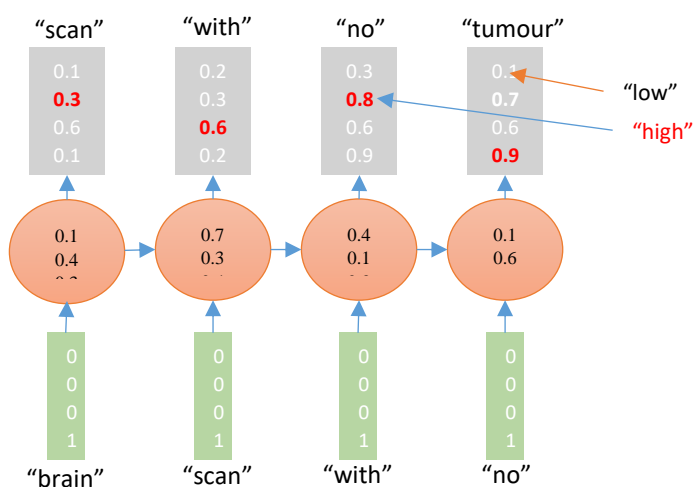 “scan” “with” “no” “tumour”
0.1 0.2 0.3 0.1
“low”
0.3 0.3 0.8 0.7
“high”
0.6 0.6 0.6 0.6
0.1 0.2 0.9 0.9
0.1 0.7 0.4 0.1
0.4 0.3 0.1 0.6
0 0 0 0
0 0 0 0
0 0 0 0
1 1 1 1
“brain” “scan” “with” “no”